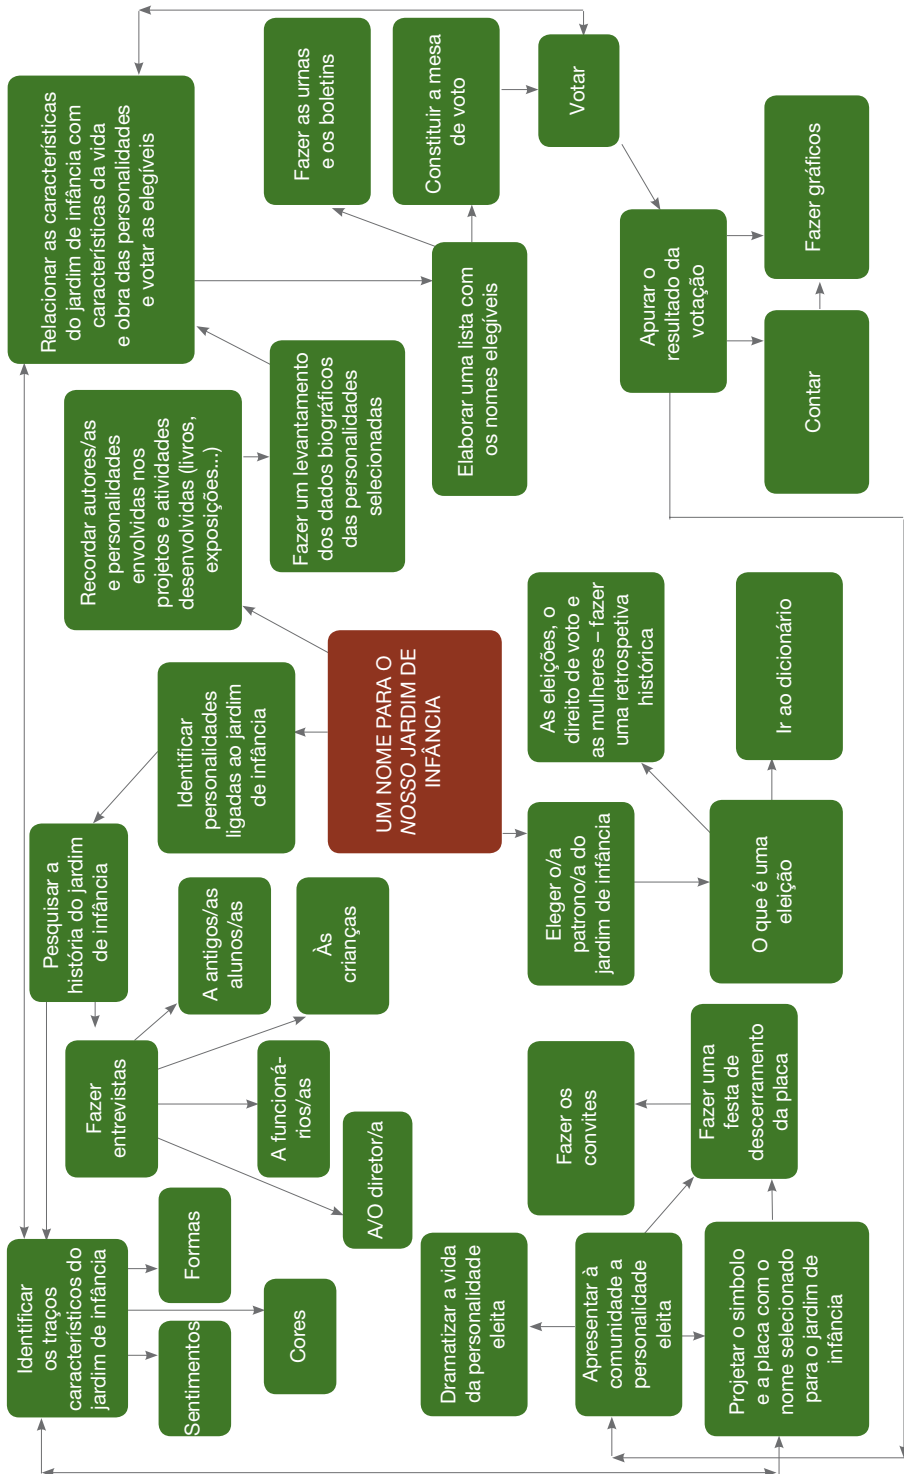 Identificar
os traços
característicos do
jardim de infância
Sentimentos
Formas
Cores
Fazer
entrevistas
A antigos/as
alunos/as
Às
crianças
A funcioná-
rios/as
A/O diretor/a
Pesquisar a
história do jardim
de infância
Identificar
personalidades
ligadas ao jardim
de infância
Recordar autores/as
e personalidades
envolvidas nos
projetos e atividades
desenvolvidas (livros,
exposições...)
Fazer um levantamento
dos dados biográficos
das personalidades
selecionadas
Relacionar as características
do jardim de infância com
características da vida
e obra das personalidades
e votar as elegíveis
UM NOME PARA O
NOSSO JARDIM DE
INFÂNCIA
Elaborar uma lista com
os nomes elegíveis
Fazer as urnas
e os boletins
Constituir a mesa
de voto
Votar
Apurar o
resultado da
votação
Contar
Fazer gráficos
Eleger o/a
patrono/a do
jardim de infância
As eleições, o
direito de voto e
as mulheres – fazer
uma retrospetiva
histórica
O que é uma
eleição
Ir ao dicionário
Dramatizar a vida
da personalidade
eleita
Apresentar à
comunidade a
personalidade
eleita
Projetar o simbolo
e a placa com o
nome selecionado
para o jardim de
infância
Fazer os
convites
Fazer uma
festa de
descerramento
da placa